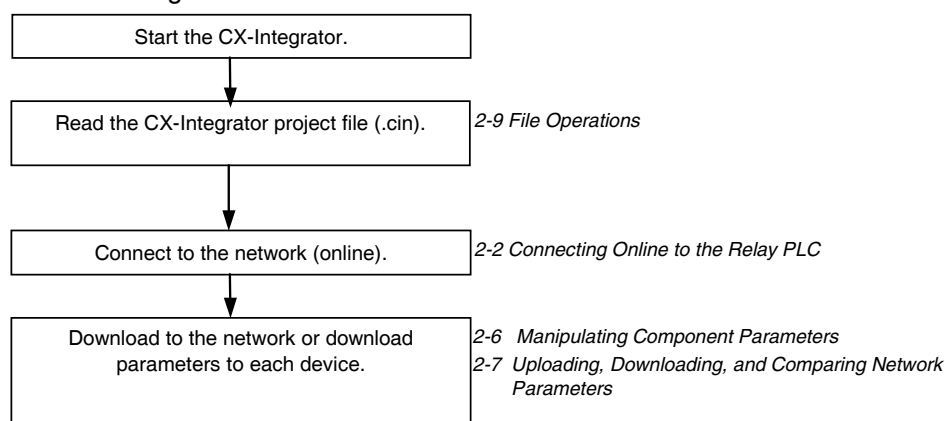 Start the CX-Integrator.
Read the CX-Integrator project file (.cin).
2-9 File Operations
Connect to the network (online).
2-2 Connecting Online to the Relay PLC
Download to the network or download
parameters to each device.
2-6 Manipulating Component Parameters
2-7 Uploading, Downloading, and Comparing Network
Parameters